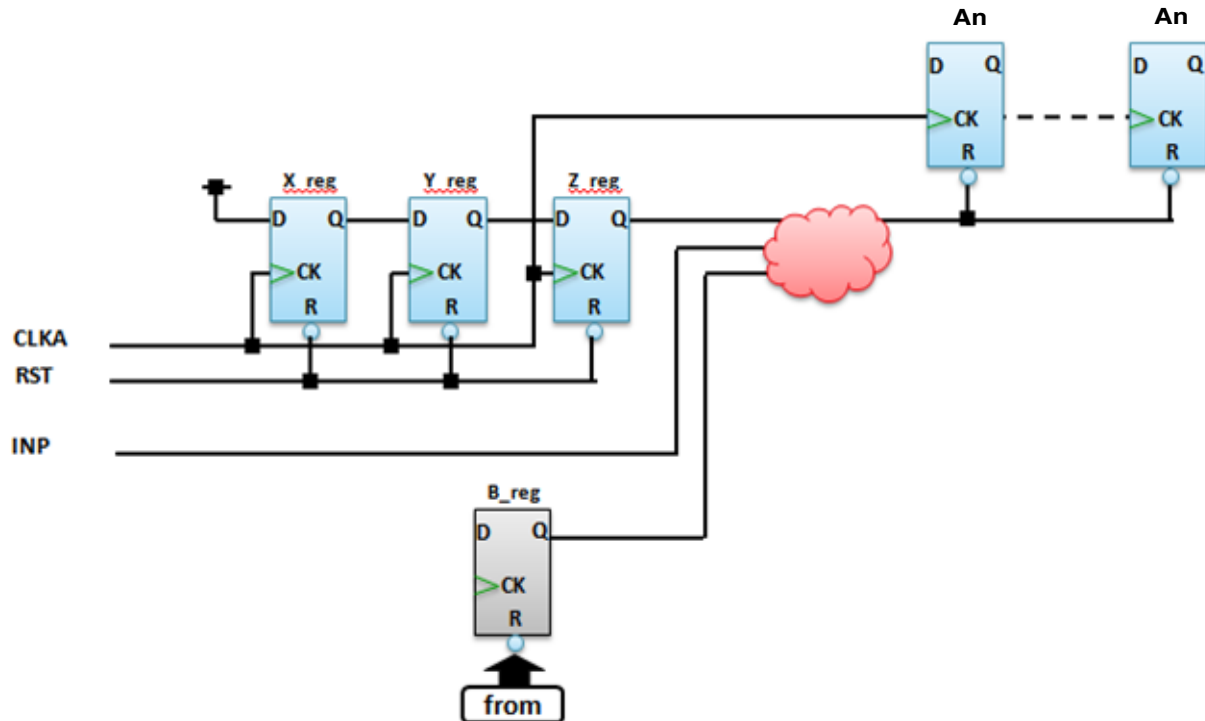 An An
D Q D Q
CK CK
R R
X_reg Y_reg Z_reg
D Q D Q D Q
CK CK CK
R R R
CLKA
RST
INP
B_reg
D Q
CK
R
from